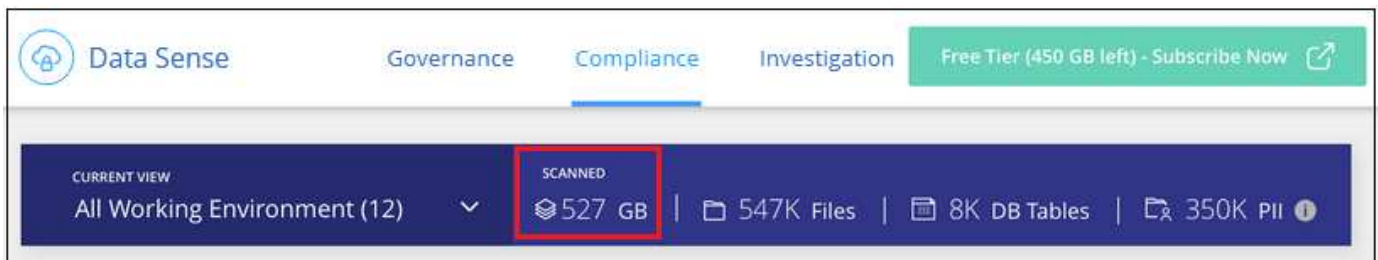 Data Sense Governance Compliance Investigation Free Tier (450 GB left) - Subscribe Now
CURRENT VIEW SCANNED
All Working Environment (12) 527 GB | 547K Files | 8K DB Tables | 350K PII